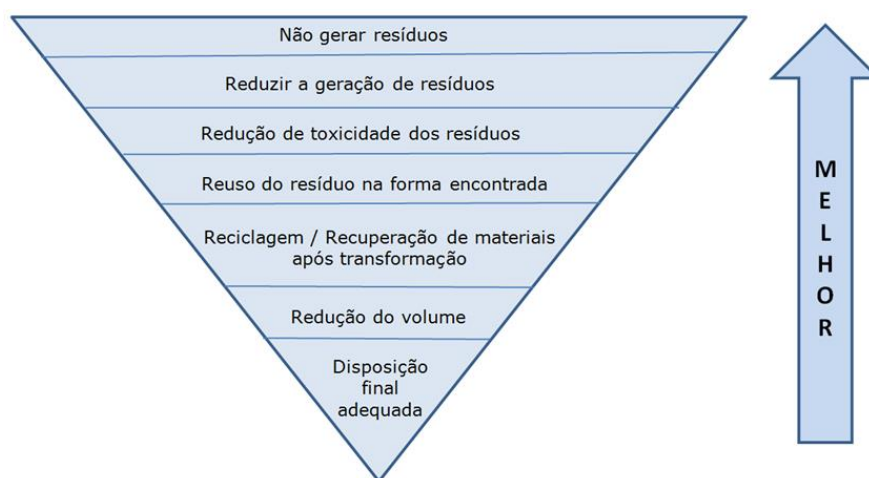 Não gerar resíduos
Reduzir a geração de resíduos
Redução de toxicidade dos resíduos
Reuso do resíduo na forma encontrada
Reciclagem / Recuperação de materiais
após transformação
Redução do volume
Disposição
final
adequada
M
E
L
H
O
R